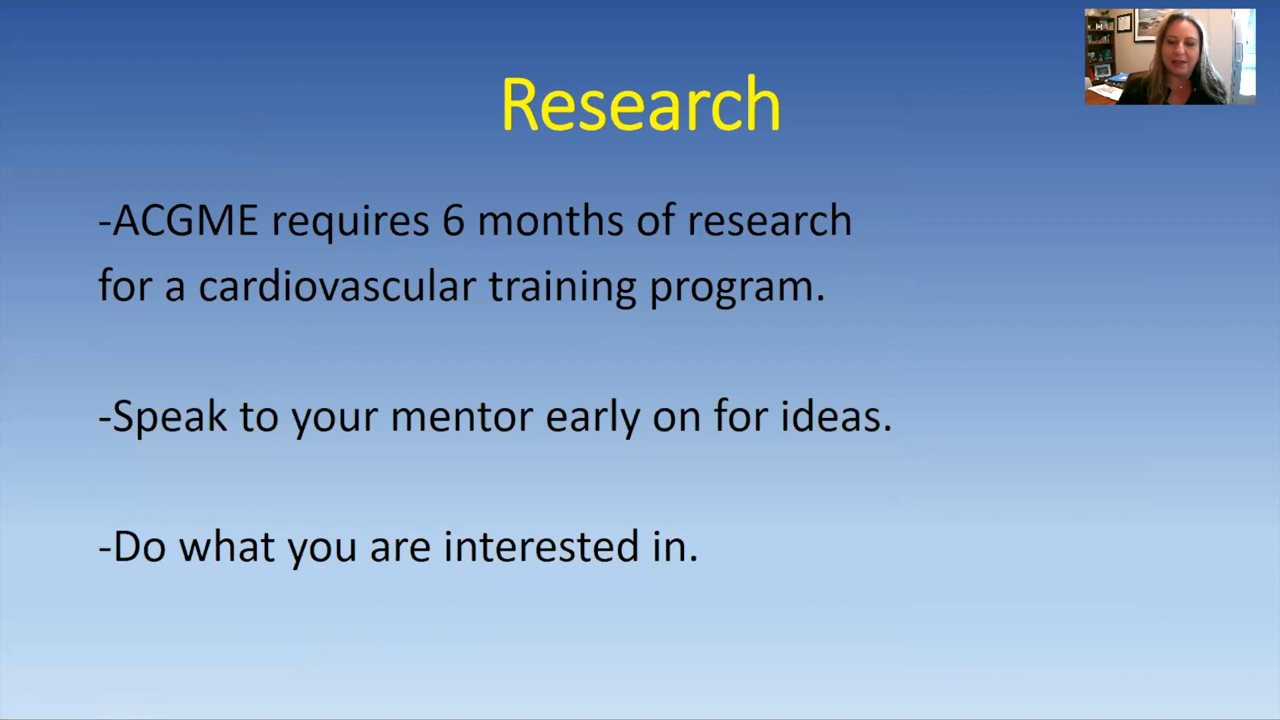 Research
-ACGME requires 6 months of research
for a cardiovascular training program.
-Speak to your mentor early on for ideas.
-Do what you are interested in.